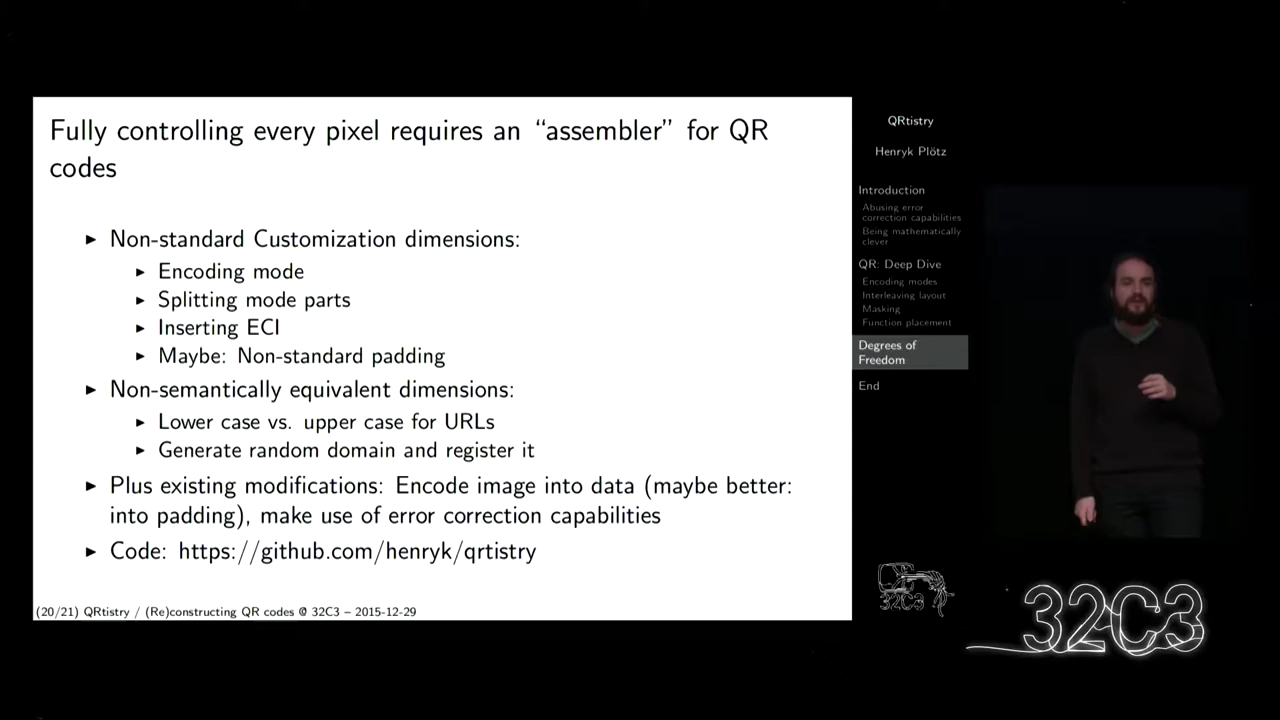 Fully controlling every pixel requires an “assembler” for QR
codes
Non-standard Customization dimensions:
Encoding mode
Splitting mode parts
Inserting ECI
Maybe: Non-standard padding
Non-semantically equivalent dimensions:
Lower case vs. upper case for URLs
Generate random domain and register it
Plus existing modifications: Encode image into data (maybe better:
into padding), make use of error correction capabilities
Code: https://github.com/henryk/qrtistry
(20/21) QRtistry / (Re)constructing QR codes @ 32C3 – 2015-12-29
QRtistry
Henryk Plötz
Introduction
Abusing error
correction capabilities
Being mathematically
clever
QR: Deep Dive
Encoding modes
Interleaving layout
Masking
Function placement
Degrees of
Freedom
End
32C3
32C3